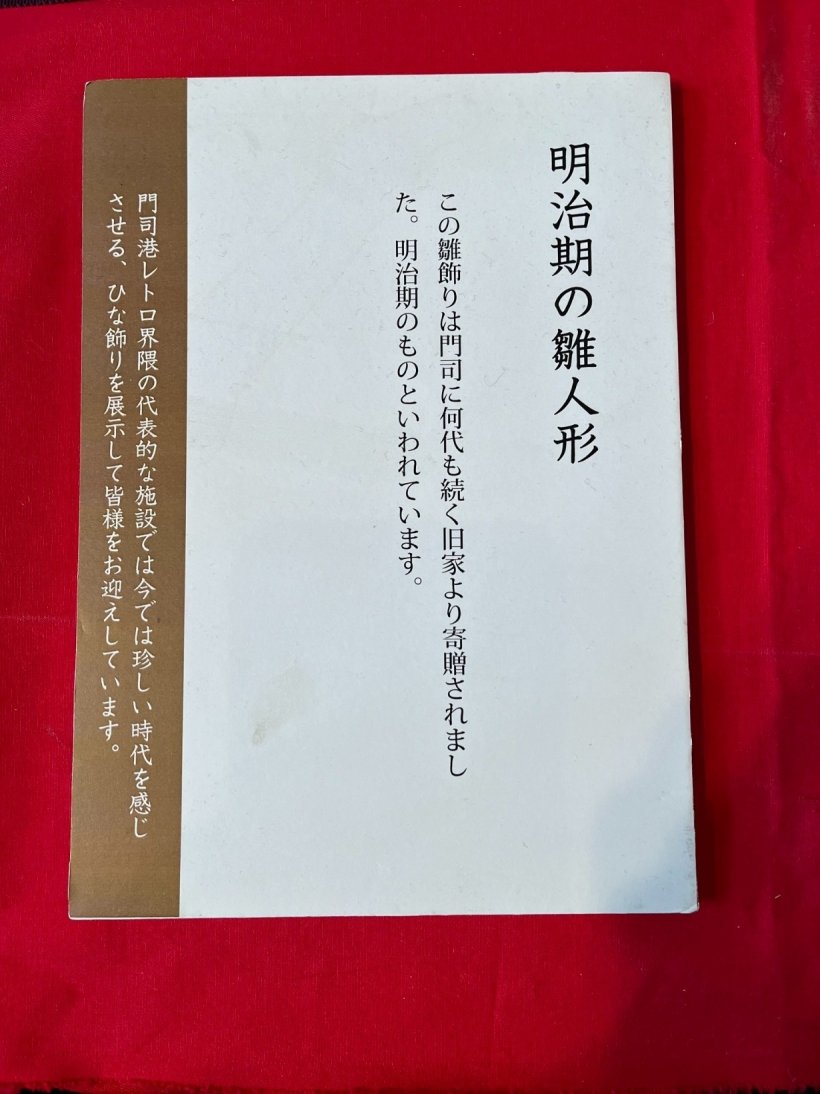 明治期の雛人形
この雛飾りは門司に何代も続く旧家より寄贈されまし
た。明治期のものといわれています。
門司港レトロ界隈の代表的な施設では今では珍しい時代を感じ
させる、ひな飾りを展示して皆様をお迎えしています。